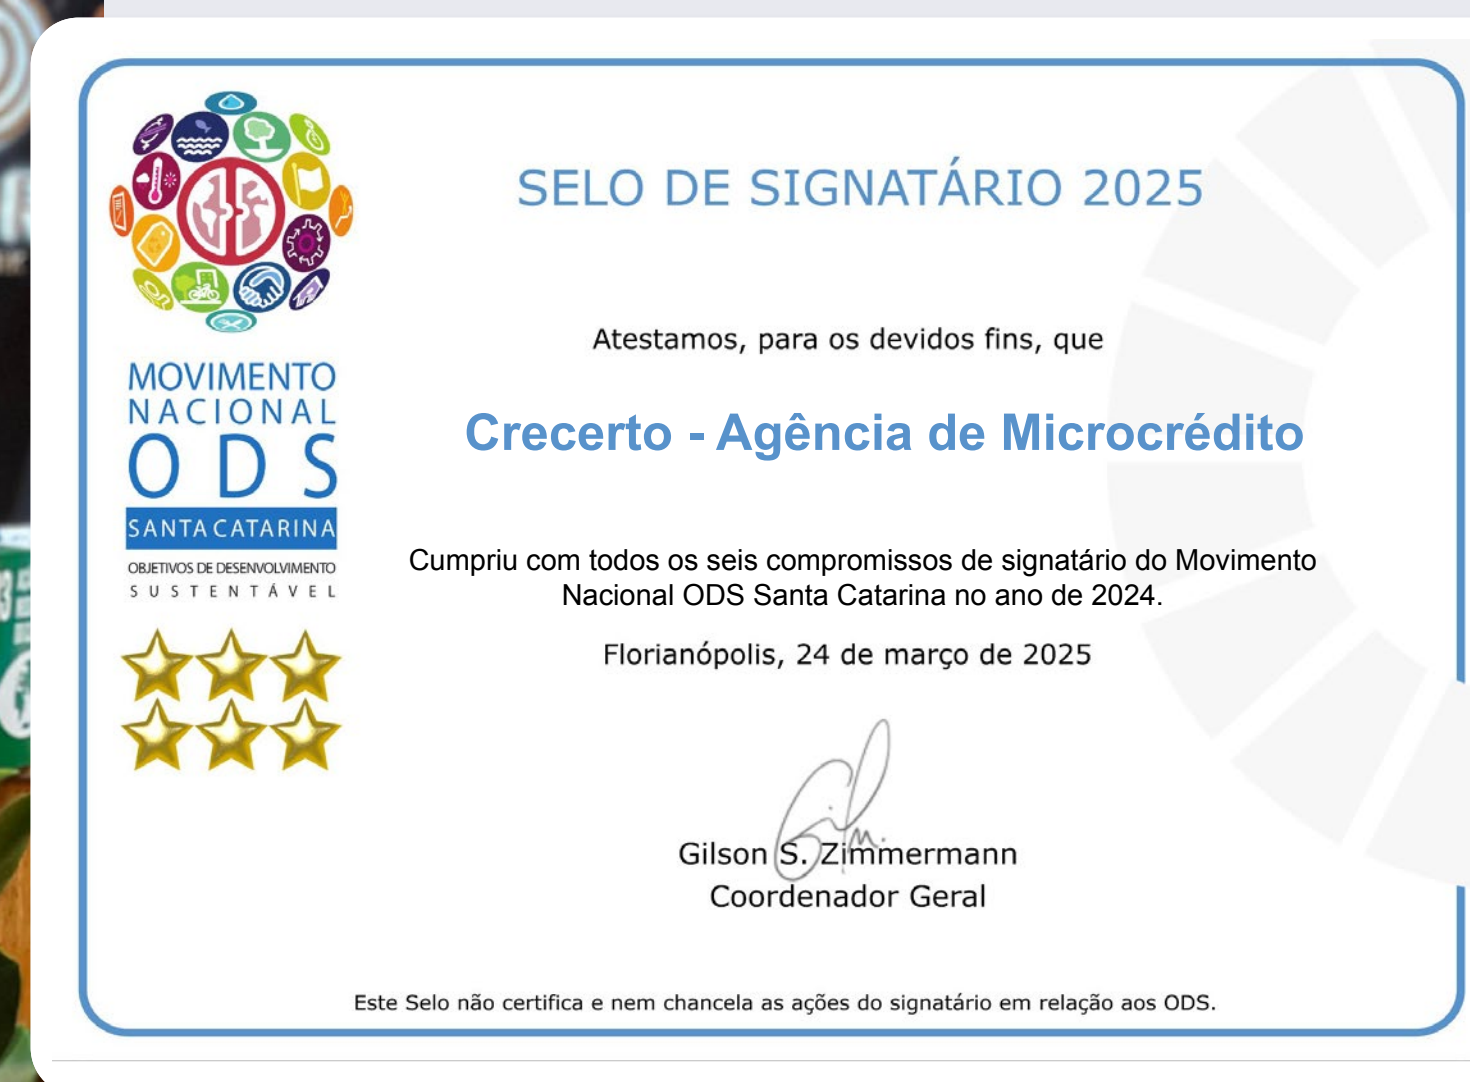 SELO DE SIGNATÁRIO 2025
Atestamos, para os devidos fins, que
Crecerto - Agência de Microcrédito
Cumpriu com todos os seis compromissos de signatário do Movimento
Nacional ODS Santa Catarina no ano de 2024.
Florianópolis, 24 de março de 2025
Gilson S. Zimmermann
Coordenador Geral
Este Selo não certifica e nem chancela as ações do signatário em relação aos ODS.
MOVIMENTO
NACIONAL
ODS
SANTA CATARINA
OBJETIVOS DE DESENVOLVIMENTO
SUSTENTÁVEL